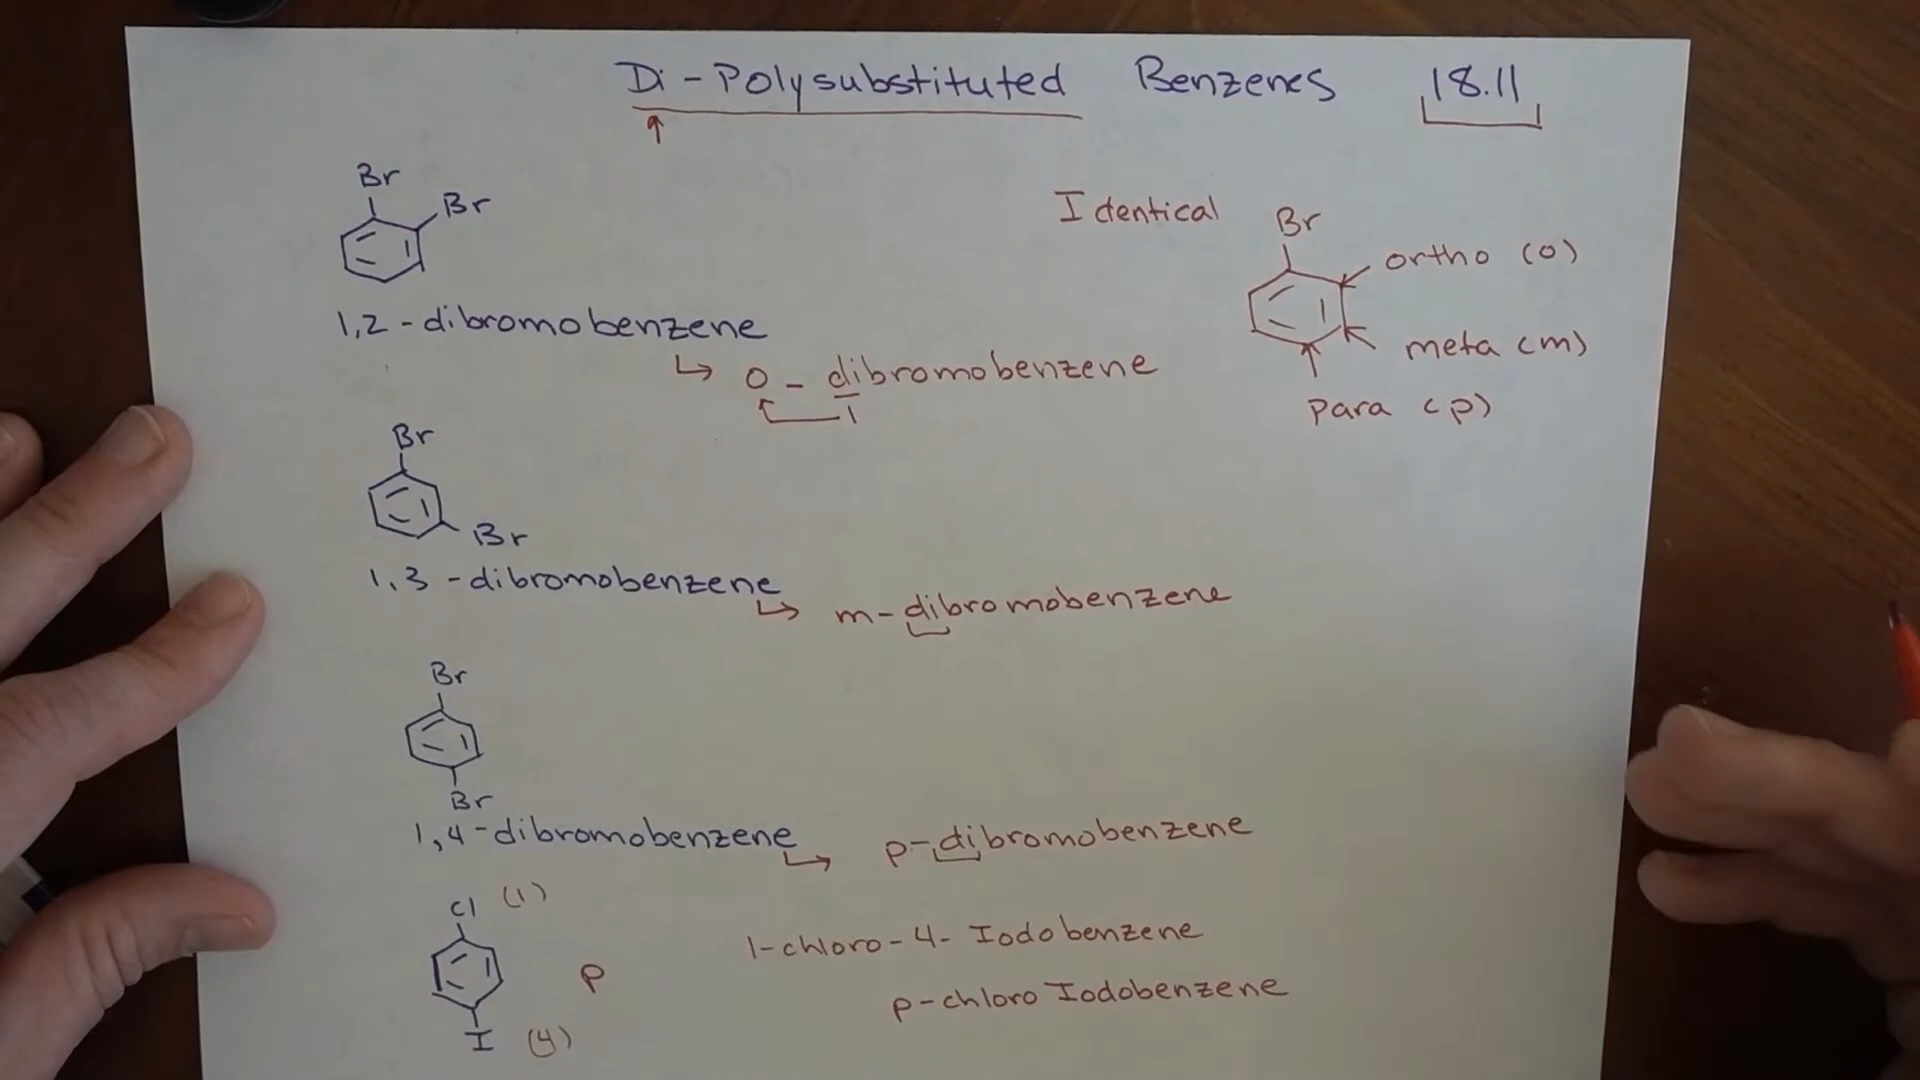 Di - Polysubstituted Benzenes 18.11
Br
Br
1,2 - dibromobenzene
Identical
Br
ortho (o)
meta (m)
para (p)
o - dibromobenzene
Br
Br
1,3 - dibromobenzene
m - dibromobenzene
Br
Br
1,4 - dibromobenzene
p - dibromobenzene
Cl (1)
I (4)
p
1-chloro-4-Iodobenzene
p-chloro Iodobenzene